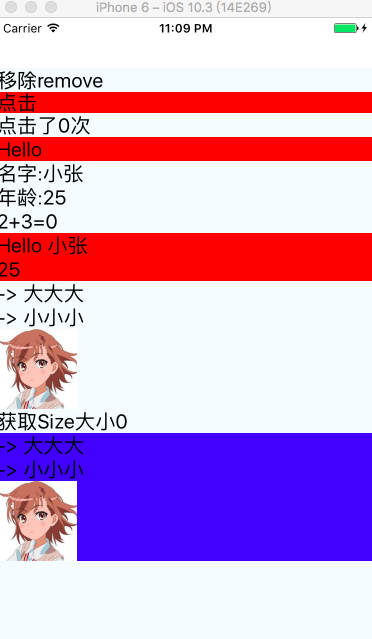 iPhone 6 – iOS 10.3 (14E269)
Carrier 11:09 PM
移除remove
点击
点击了0次
Hello
名字:小张
年龄:25
2+3=0
Hello 小张
25
-> 大大大
-> 小小小
获取Size大小0
-> 大大大
-> 小小小